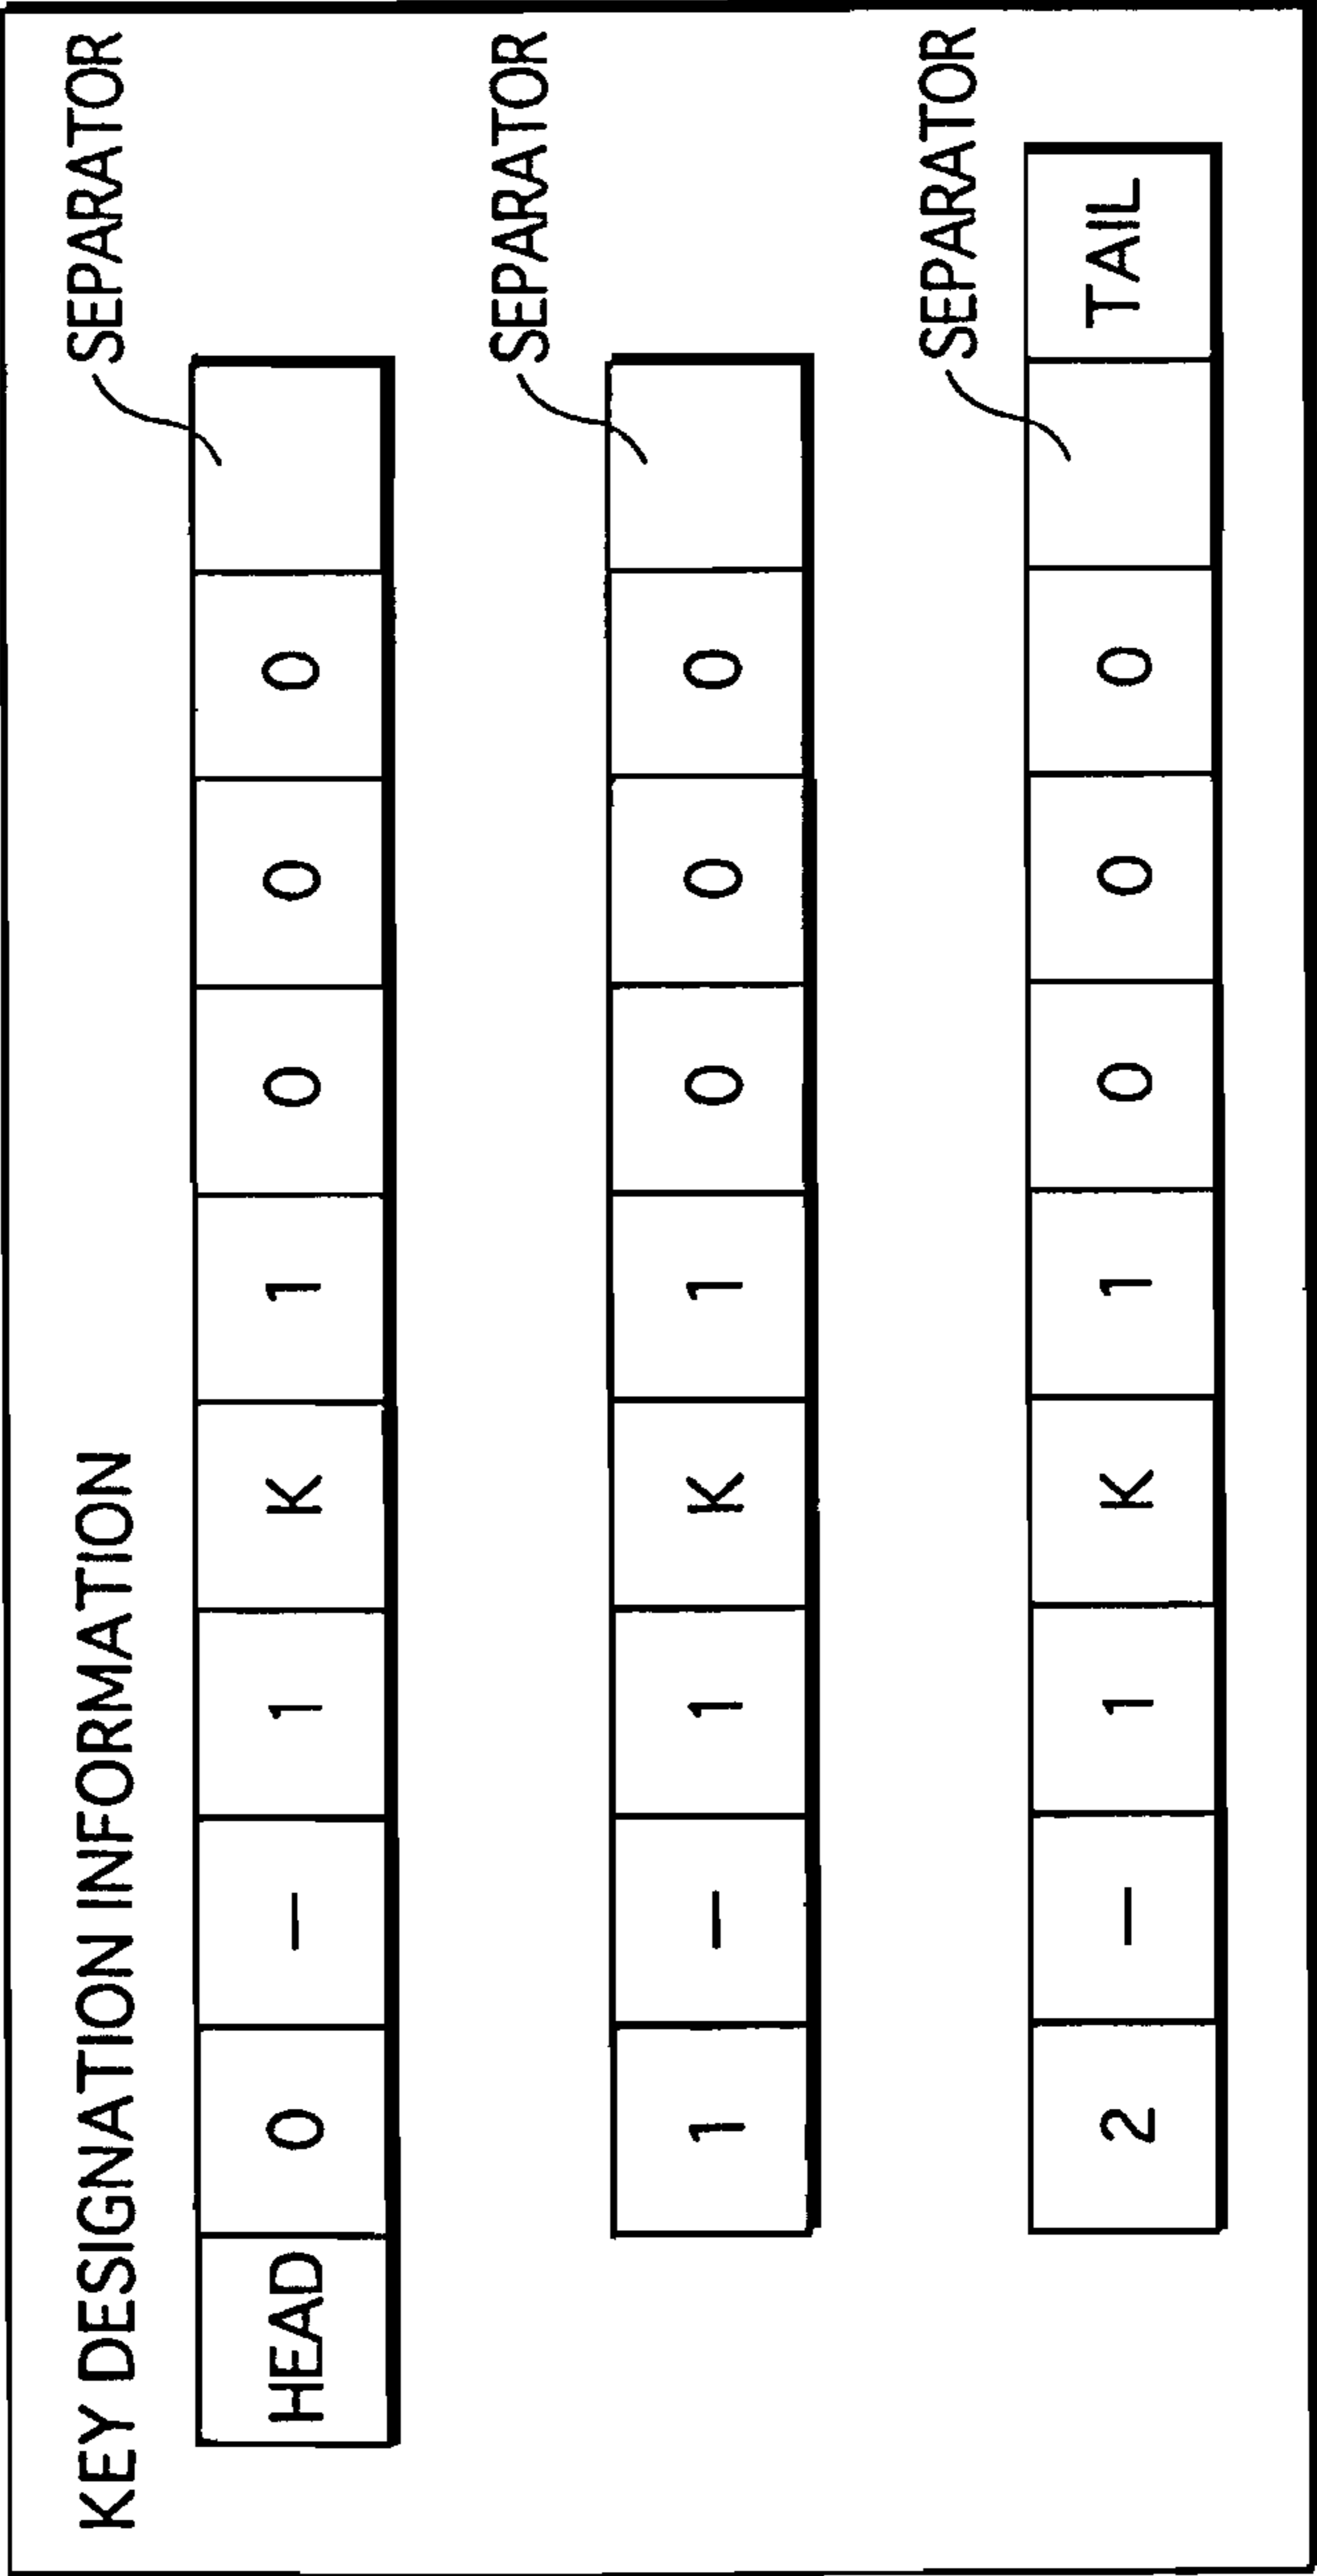 KEY DESIGNATION INFORMATION
SEPARATOR
HEAD 0 – 1 K 1 0 0 0
SEPARATOR
1 – 1 K 1 0 0 0
SEPARATOR
2 – 1 K 1 0 0 0 TAIL